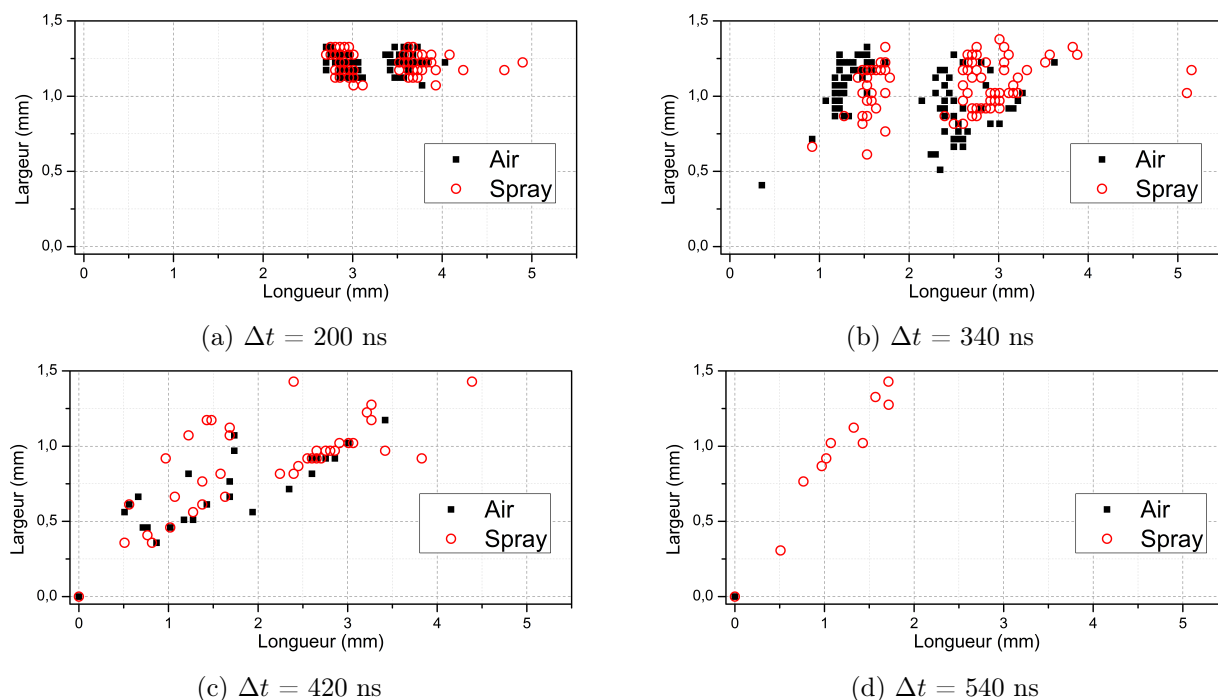 1,5
1,0
0,5
0,0
Largeur (mm)
Air
Spray
0 1 2 3 4 5
Longueur (mm)
(a) Δt = 200 ns
1,5
1,0
0,5
0,0
Largeur (mm)
Air
Spray
0 1 2 3 4 5
Longueur (mm)
(b) Δt = 340 ns
1,5
1,0
0,5
0,0
Largeur (mm)
Air
Spray
0 1 2 3 4 5
Longueur (mm)
(c) Δt = 420 ns
1,5
1,0
0,5
0,0
Largeur (mm)
Air
Spray
0 1 2 3 4 5
Longueur (mm)
(d) Δt = 540 ns